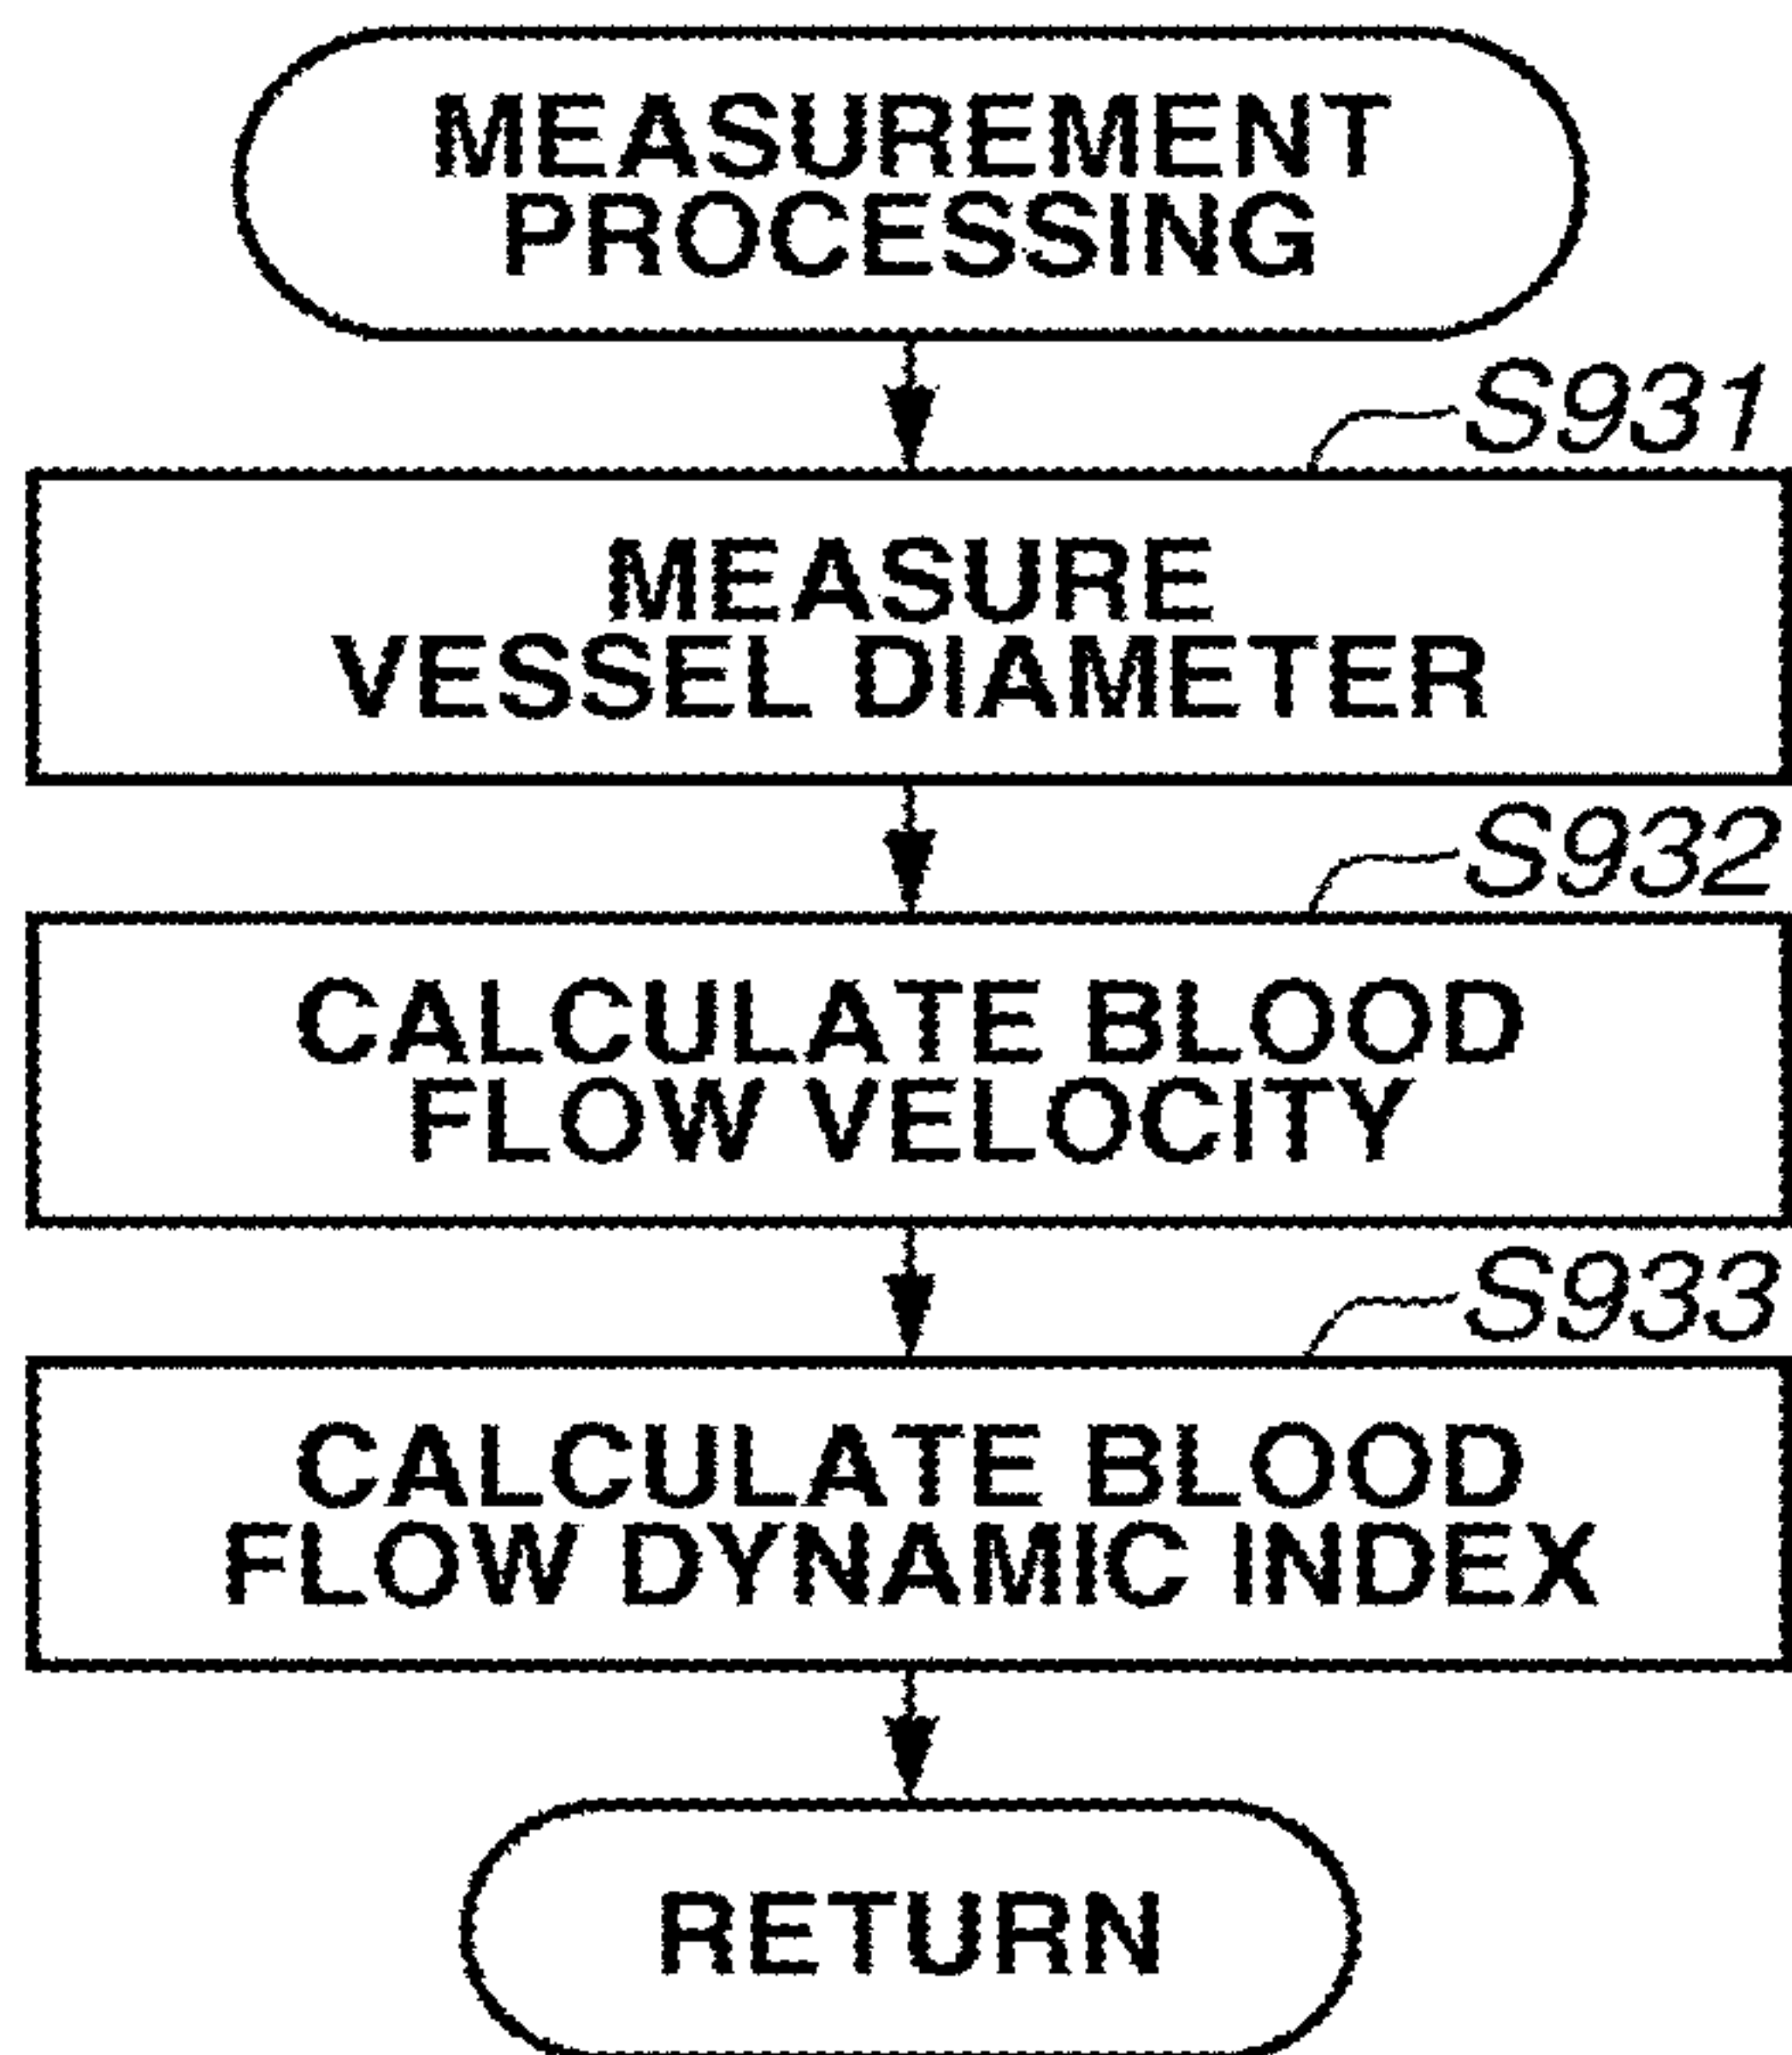 MEASUREMENT
PROCESSING
S931
MEASURE
VESSEL DIAMETER
S932
CALCULATE BLOOD
FLOW VELOCITY
S933
CALCULATE BLOOD
FLOW DYNAMIC INDEX
RETURN